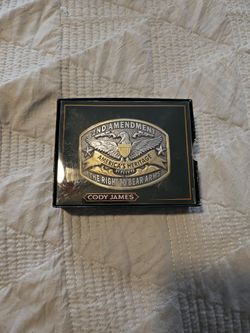 2ND AMENDMENT
AMERICA'S HERITAGE
THE RIGHT TO BEAR ARMS
CODY JAMES